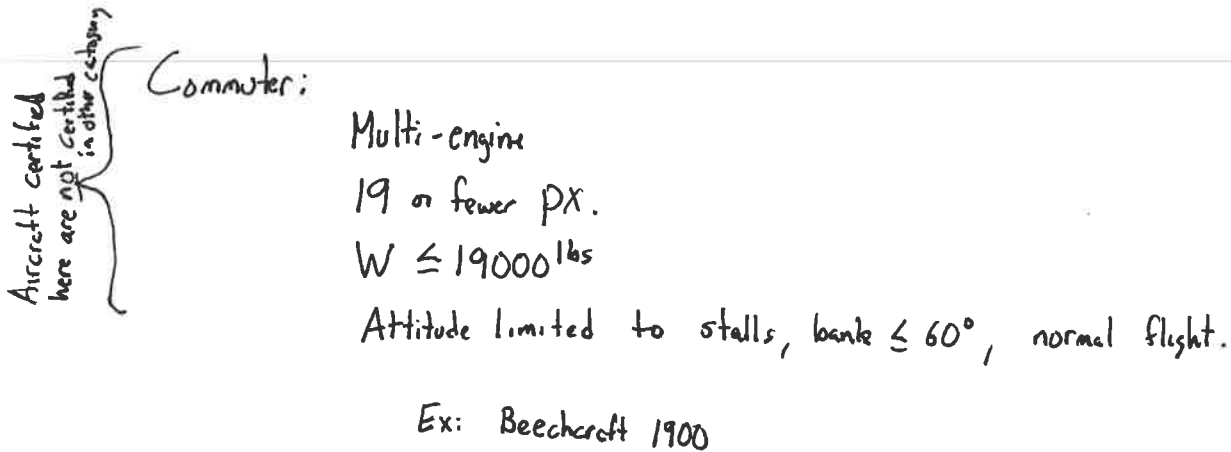 Aircraft certified
here are not certified
in other category
Commuter:
Multi-engine
19 or fewer px.
W ≤ 19000 lbs
Attitude limited to stalls, bank ≤ 60°, normal flight.
Ex: Beechcraft 1900